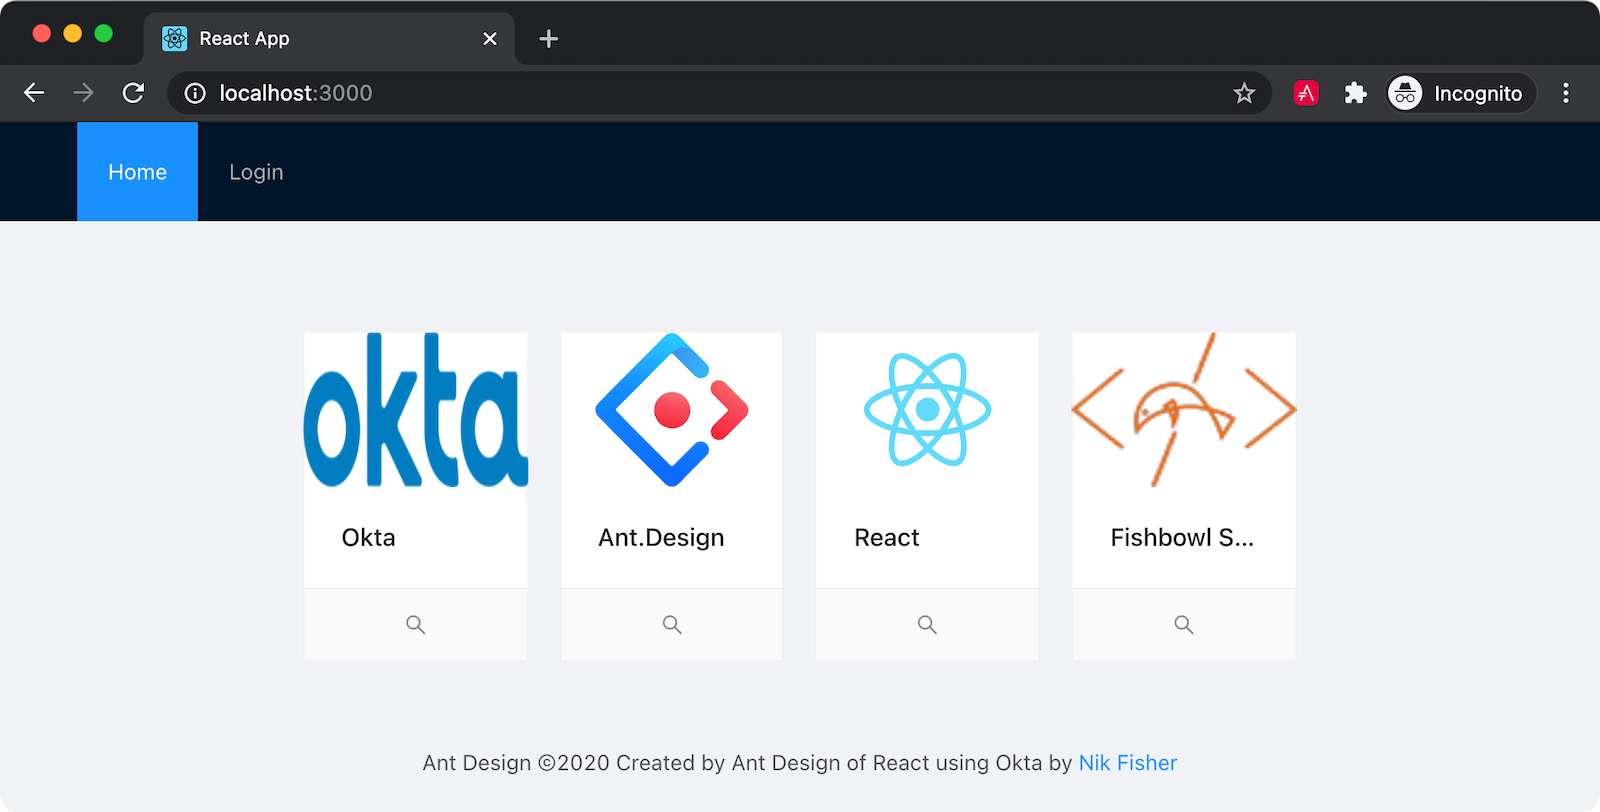 React App
localhost:3000
Incognito
Home Login
okta
Okta Ant.Design React Fishbowl S...
Ant Design ©2020 Created by Ant Design of React using Okta by Nik Fisher